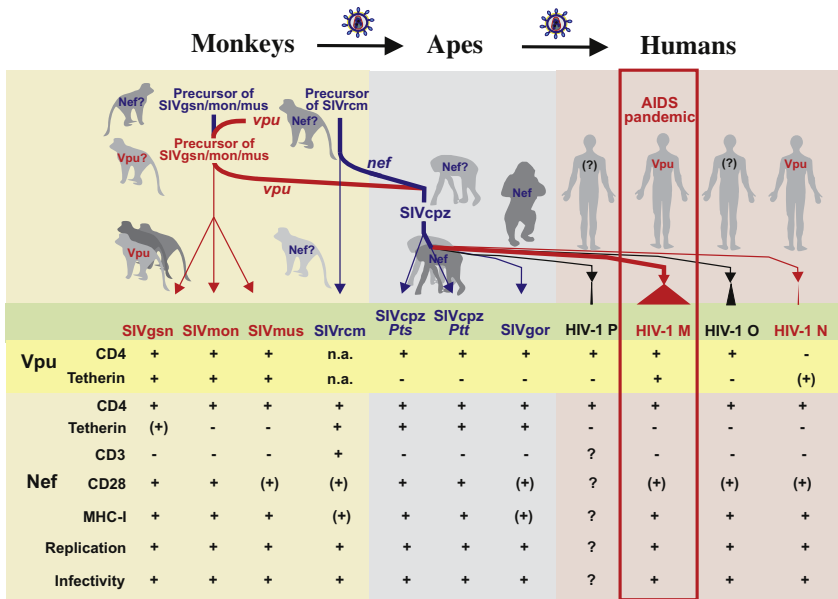 Monkeys Apes Humans
Nef?
Precursor of
SIVgsn/mon/mus
vpu
Precursor
of SIVrcm
Nef?
AIDS
pandemic
Vpu?
Precursor of
SIVgsn/mon/mus
nef
vpu
Nef?
Nef
(?)
Vpu
(?)
Vpu
SIVcpz
Vpu
Nef?
Nef
SIVgsn SIVmon SIVmus SIVrcm SIVcpz Pts SIVcpz Ptt SIVgor HIV-1 P HIV-1 M HIV-1 O HIV-1 N
Vpu
CD4 + + + n.a. + + + + + + -
Tetherin + + + n.a. - - - - + - (+)
Nef
CD4 + + + + + + + + + + +
Tetherin (+) - - + + + + - - - -
CD3 - - - + - - - ? - - -
CD28 + + (+) (+) + + (+) ? (+) (+) (+)
MHC-I + + + (+) + + (+) ? + + +
Replication + + + + + + + ? + + +
Infectivity + + + + + + + ? + + +